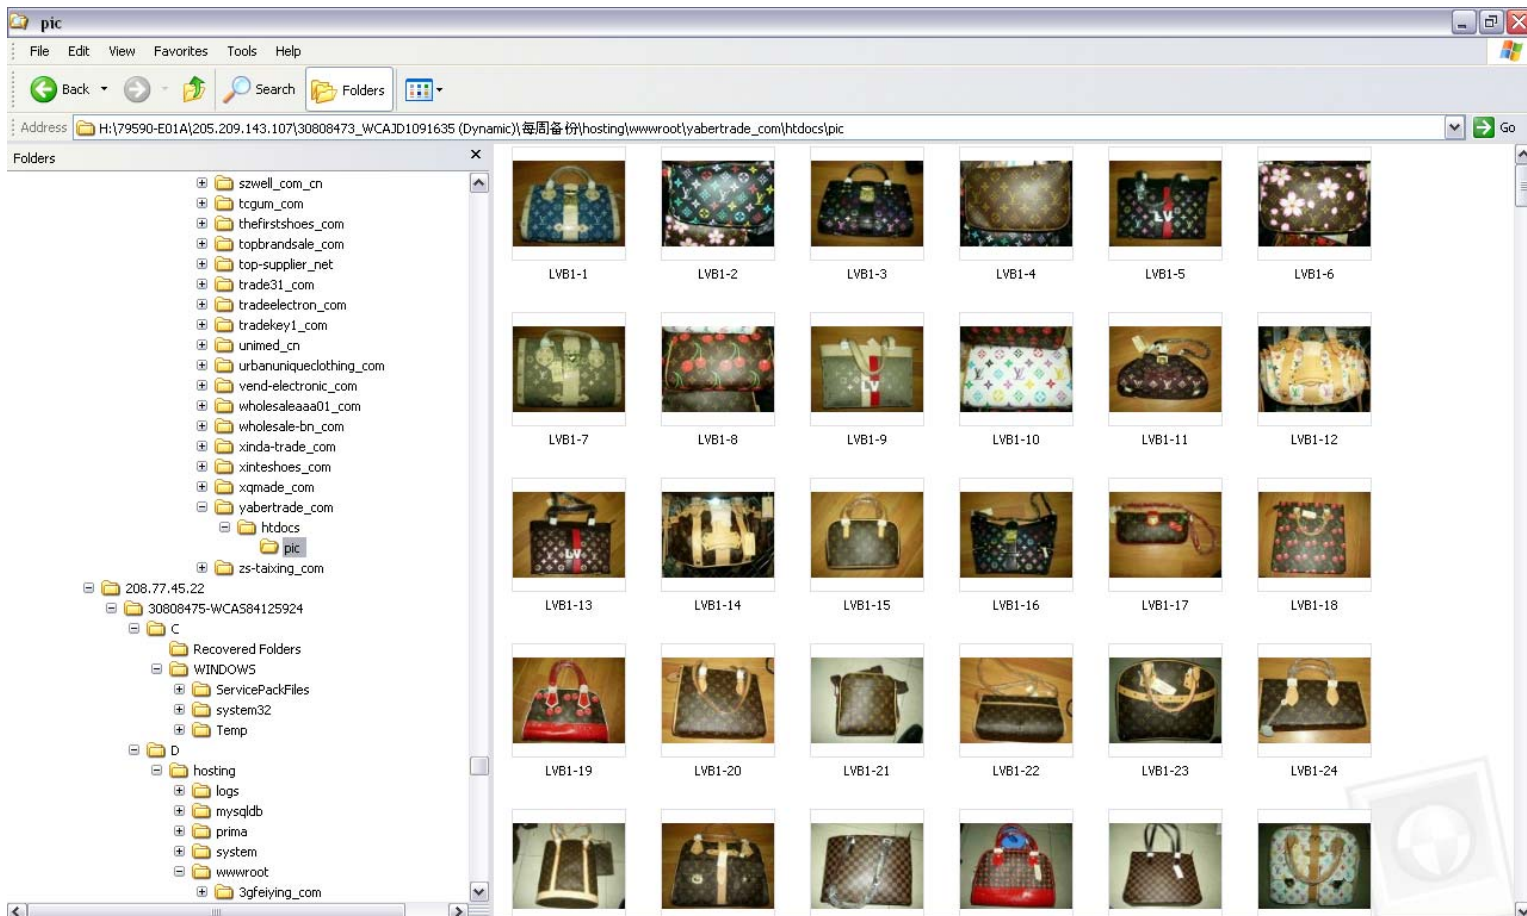 pic
File Edit View Favorites Tools Help
Back Search Folders
Address H:\79590-E01A\205.209.143.107\30808473_WCAJD1091635 (Dynamic)\每周备份\hosting\wwwroot\yabertrade_com\htdocs\pic Go
Folders
szwell_com_cn
tcgum_com
thefirstshoes_com
topbrandsale_com
top-supplier_net
trade31_com
tradeelectron_com
tradekey1_com
unimed_cn
urbanuniqueclothing_com
vend-electronic_com
wholesaleaaa01_com
wholesale-bn_com
xinda-trade_com
xinteshoes_com
xqmade_com
yabertrade_com
htdocs
pic
zs-taixing_com
208.77.45.22
30808475-WCAS84125924
C
Recovered Folders
WINDOWS
ServicePackFiles
system32
Temp
D
hosting
logs
mysqldb
prima
system
wwwroot
3gfeiying_com
LVB1-1 LVB1-2 LVB1-3 LVB1-4 LVB1-5 LVB1-6
LVB1-7 LVB1-8 LVB1-9 LVB1-10 LVB1-11 LVB1-12
LVB1-13 LVB1-14 LVB1-15 LVB1-16 LVB1-17 LVB1-18
LVB1-19 LVB1-20 LVB1-21 LVB1-22 LVB1-23 LVB1-24